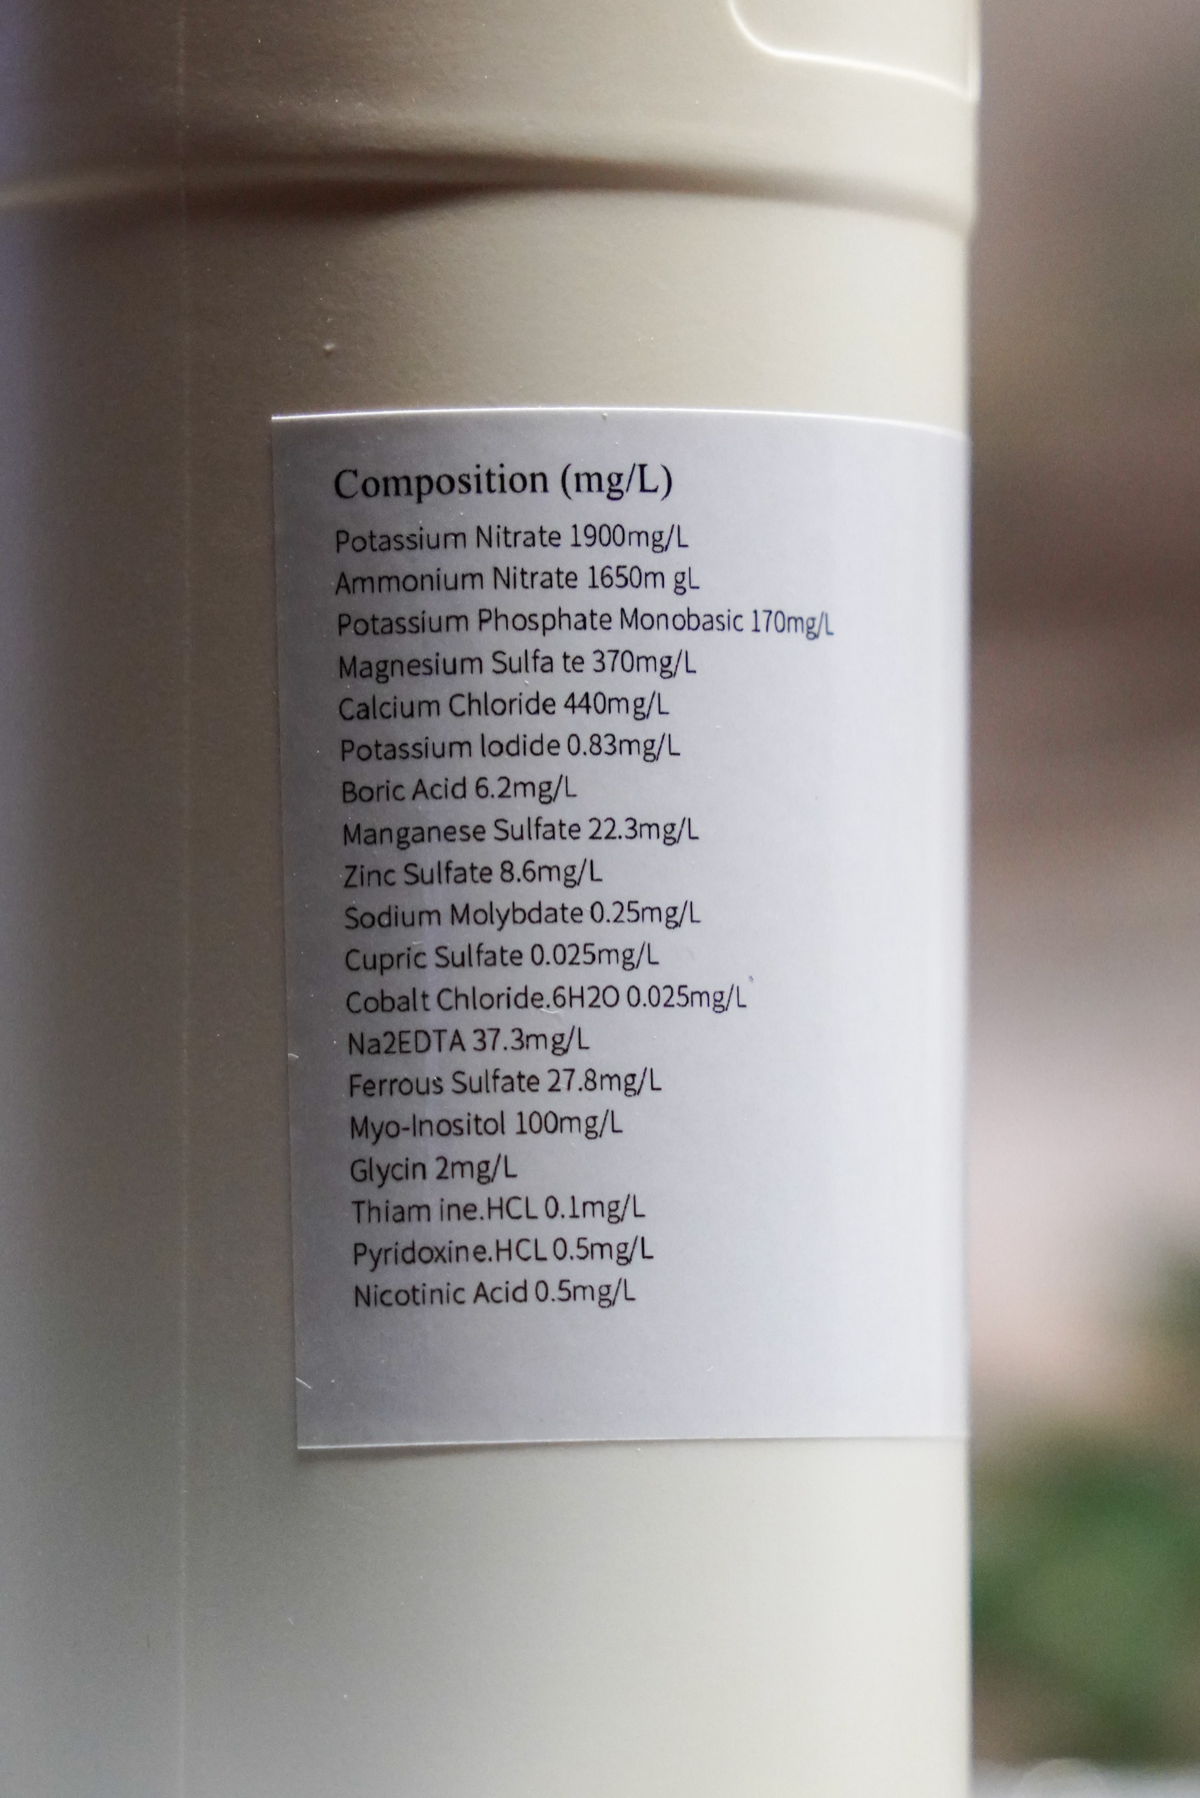 Composition (mg/L)
Potassium Nitrate 1900mg/L
Ammonium Nitrate 1650m gL
Potassium Phosphate Monobasic 170mg/L
Magnesium Sulfa te 370mg/L
Calcium Chloride 440mg/L
Potassium lodide 0.83mg/L
Boric Acid 6.2mg/L
Manganese Sulfate 22.3mg/L
Zinc Sulfate 8.6mg/L
Sodium Molybdate 0.25mg/L
Cupric Sulfate 0.025mg/L
Cobalt Chloride.6H2O 0.025mg/L
Na2EDTA 37.3mg/L
Ferrous Sulfate 27.8mg/L
Myo-Inositol 100mg/L
Glycin 2mg/L
Thiam ine.HCL 0.1mg/L
Pyridoxine.HCL 0.5mg/L
Nicotinic Acid 0.5mg/L